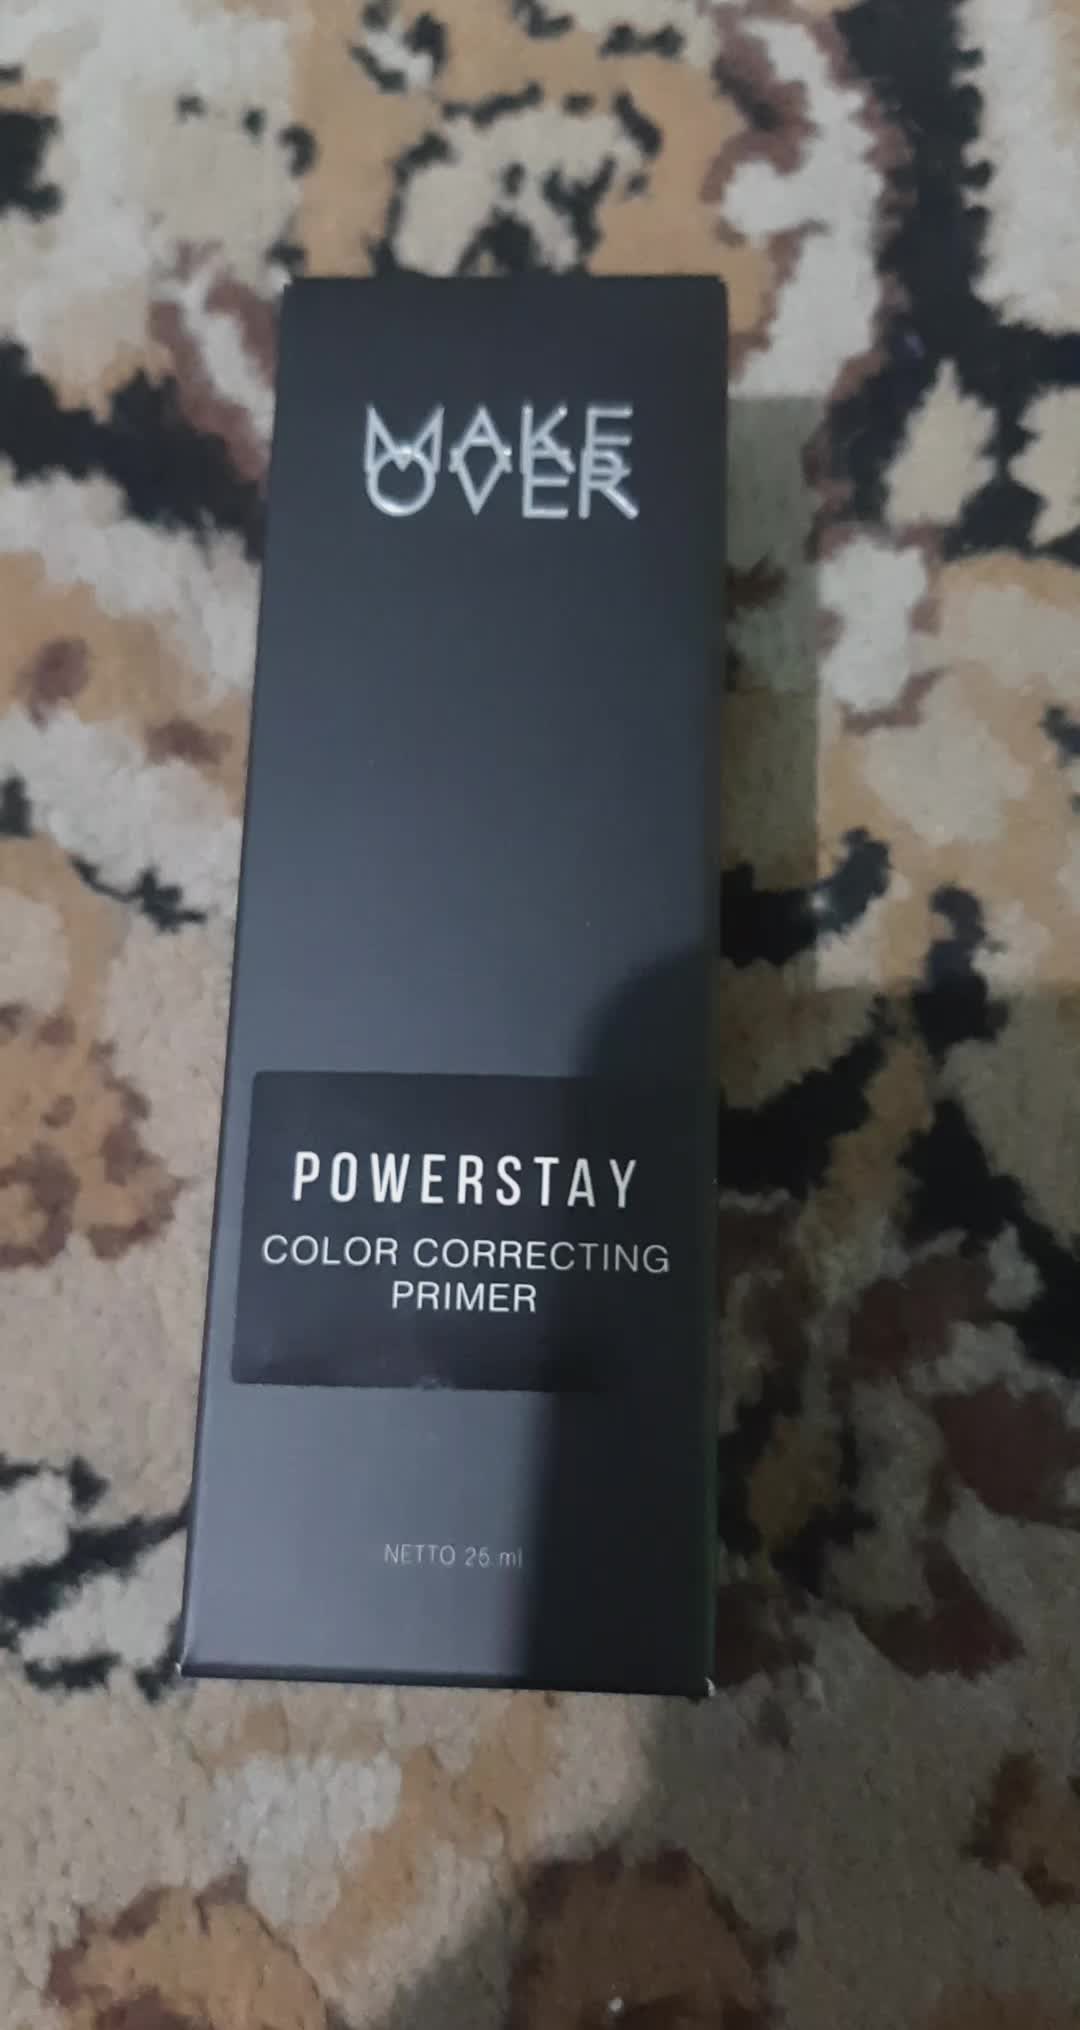 MAKE
OVER
POWERSTAY
COLOR CORRECTING
PRIMER
NETTO 25 ml